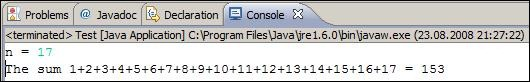 Problems @ Javadoc Declaration Console
<terminated> Test [Java Application] C:\Program Files\Java\jre1.6.0\bin\javaw.exe (23.08.2008 21:27:22)
n = 17
The sum 1+2+3+4+5+6+7+8+9+10+11+12+13+14+15+16+17 = 153